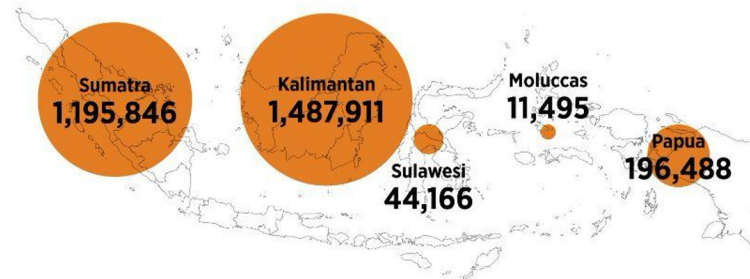 Sumatra
1,195,846
Kalimantan
1,487,911
Sulawesi
44,166
Moluccas
11,495
Papua
196,488